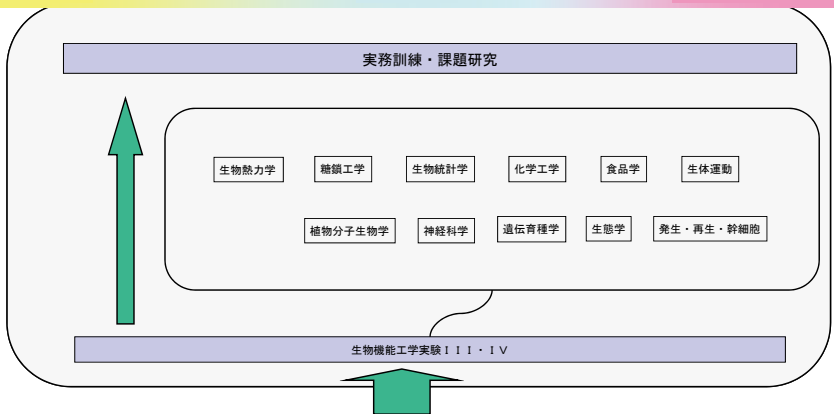 実務訓練・課題研究
生物熱力学 糖鎖工学 生物統計学 化学工学 食品学 生体運動
植物分子生物学 神経科学 遺伝育種学 生態学 発生・再生・幹細胞
生物機能工学実験ＩＩＩ・ＩＶ